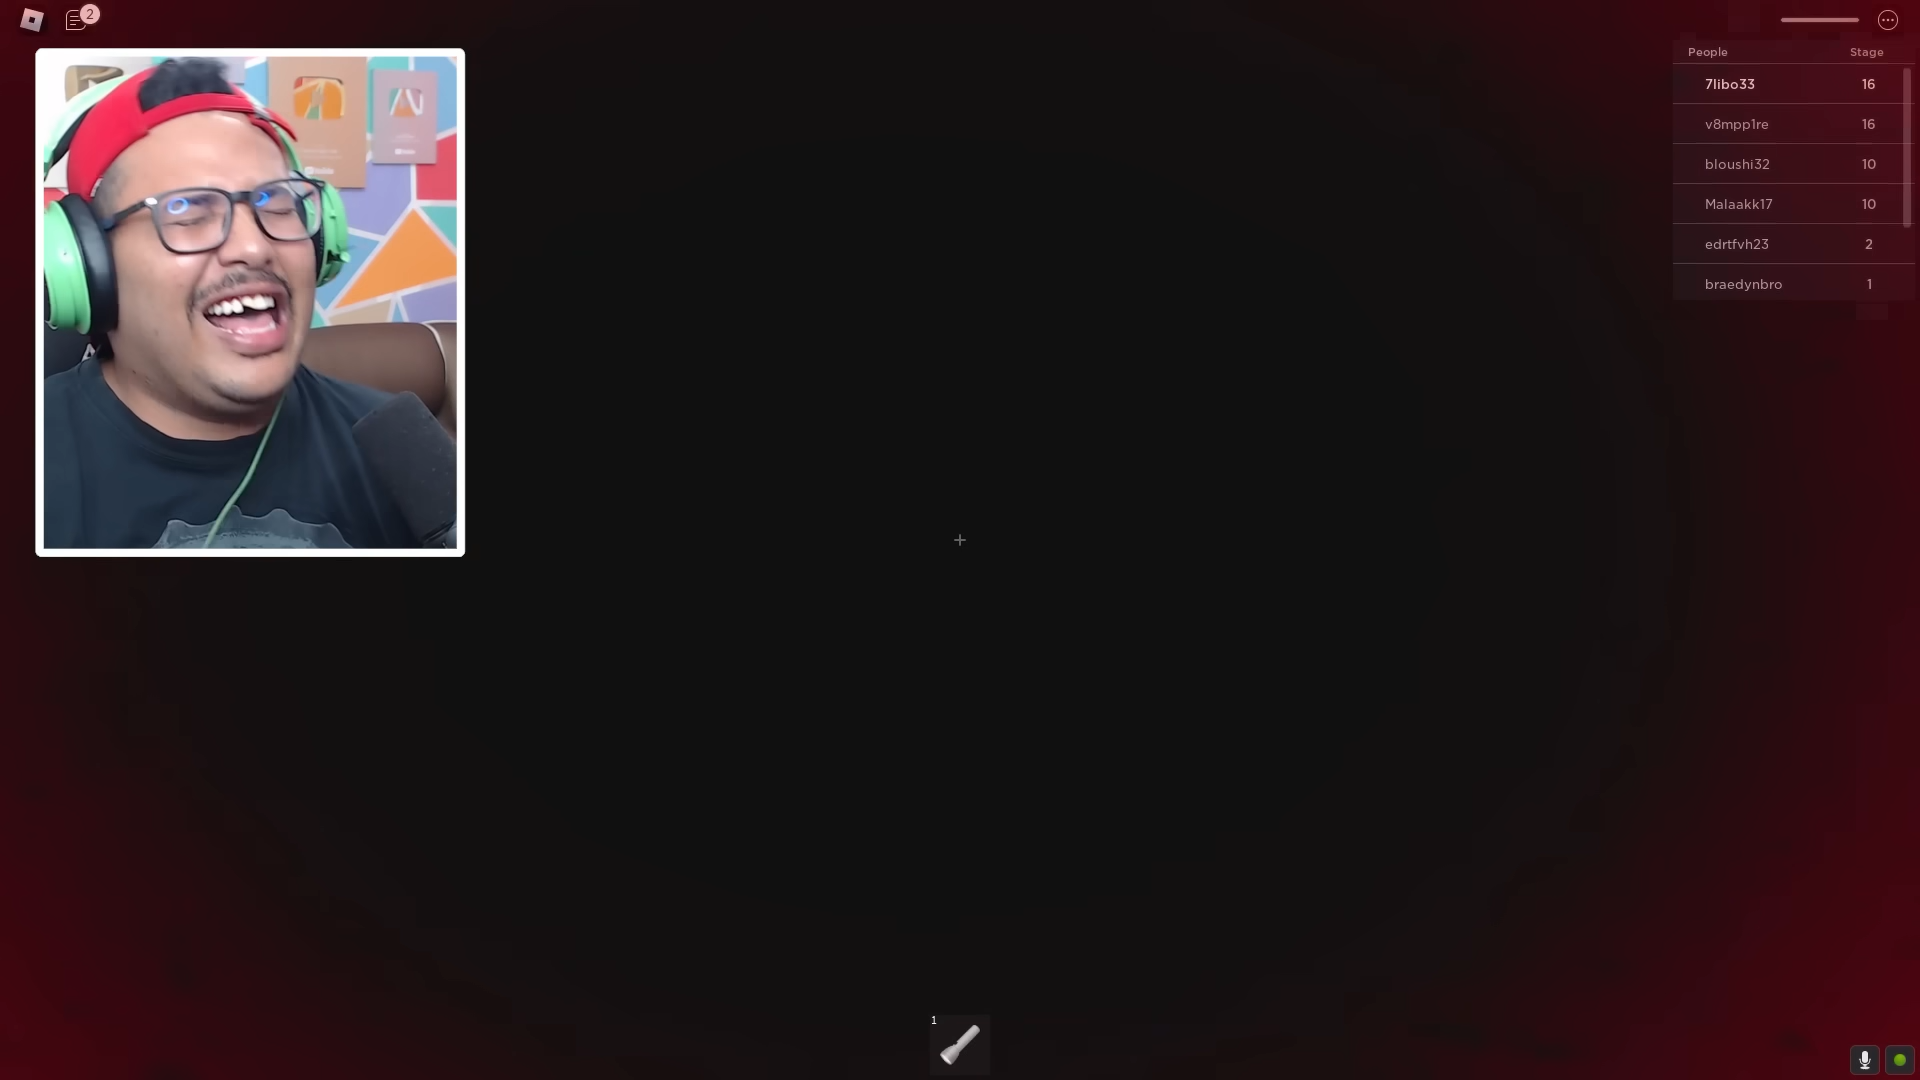 2
People Stage
7libo33 16
v8mpp1re 16
bloushi32 10
Malaakk17 10
edrtfvh23 2
braedynbro 1
1